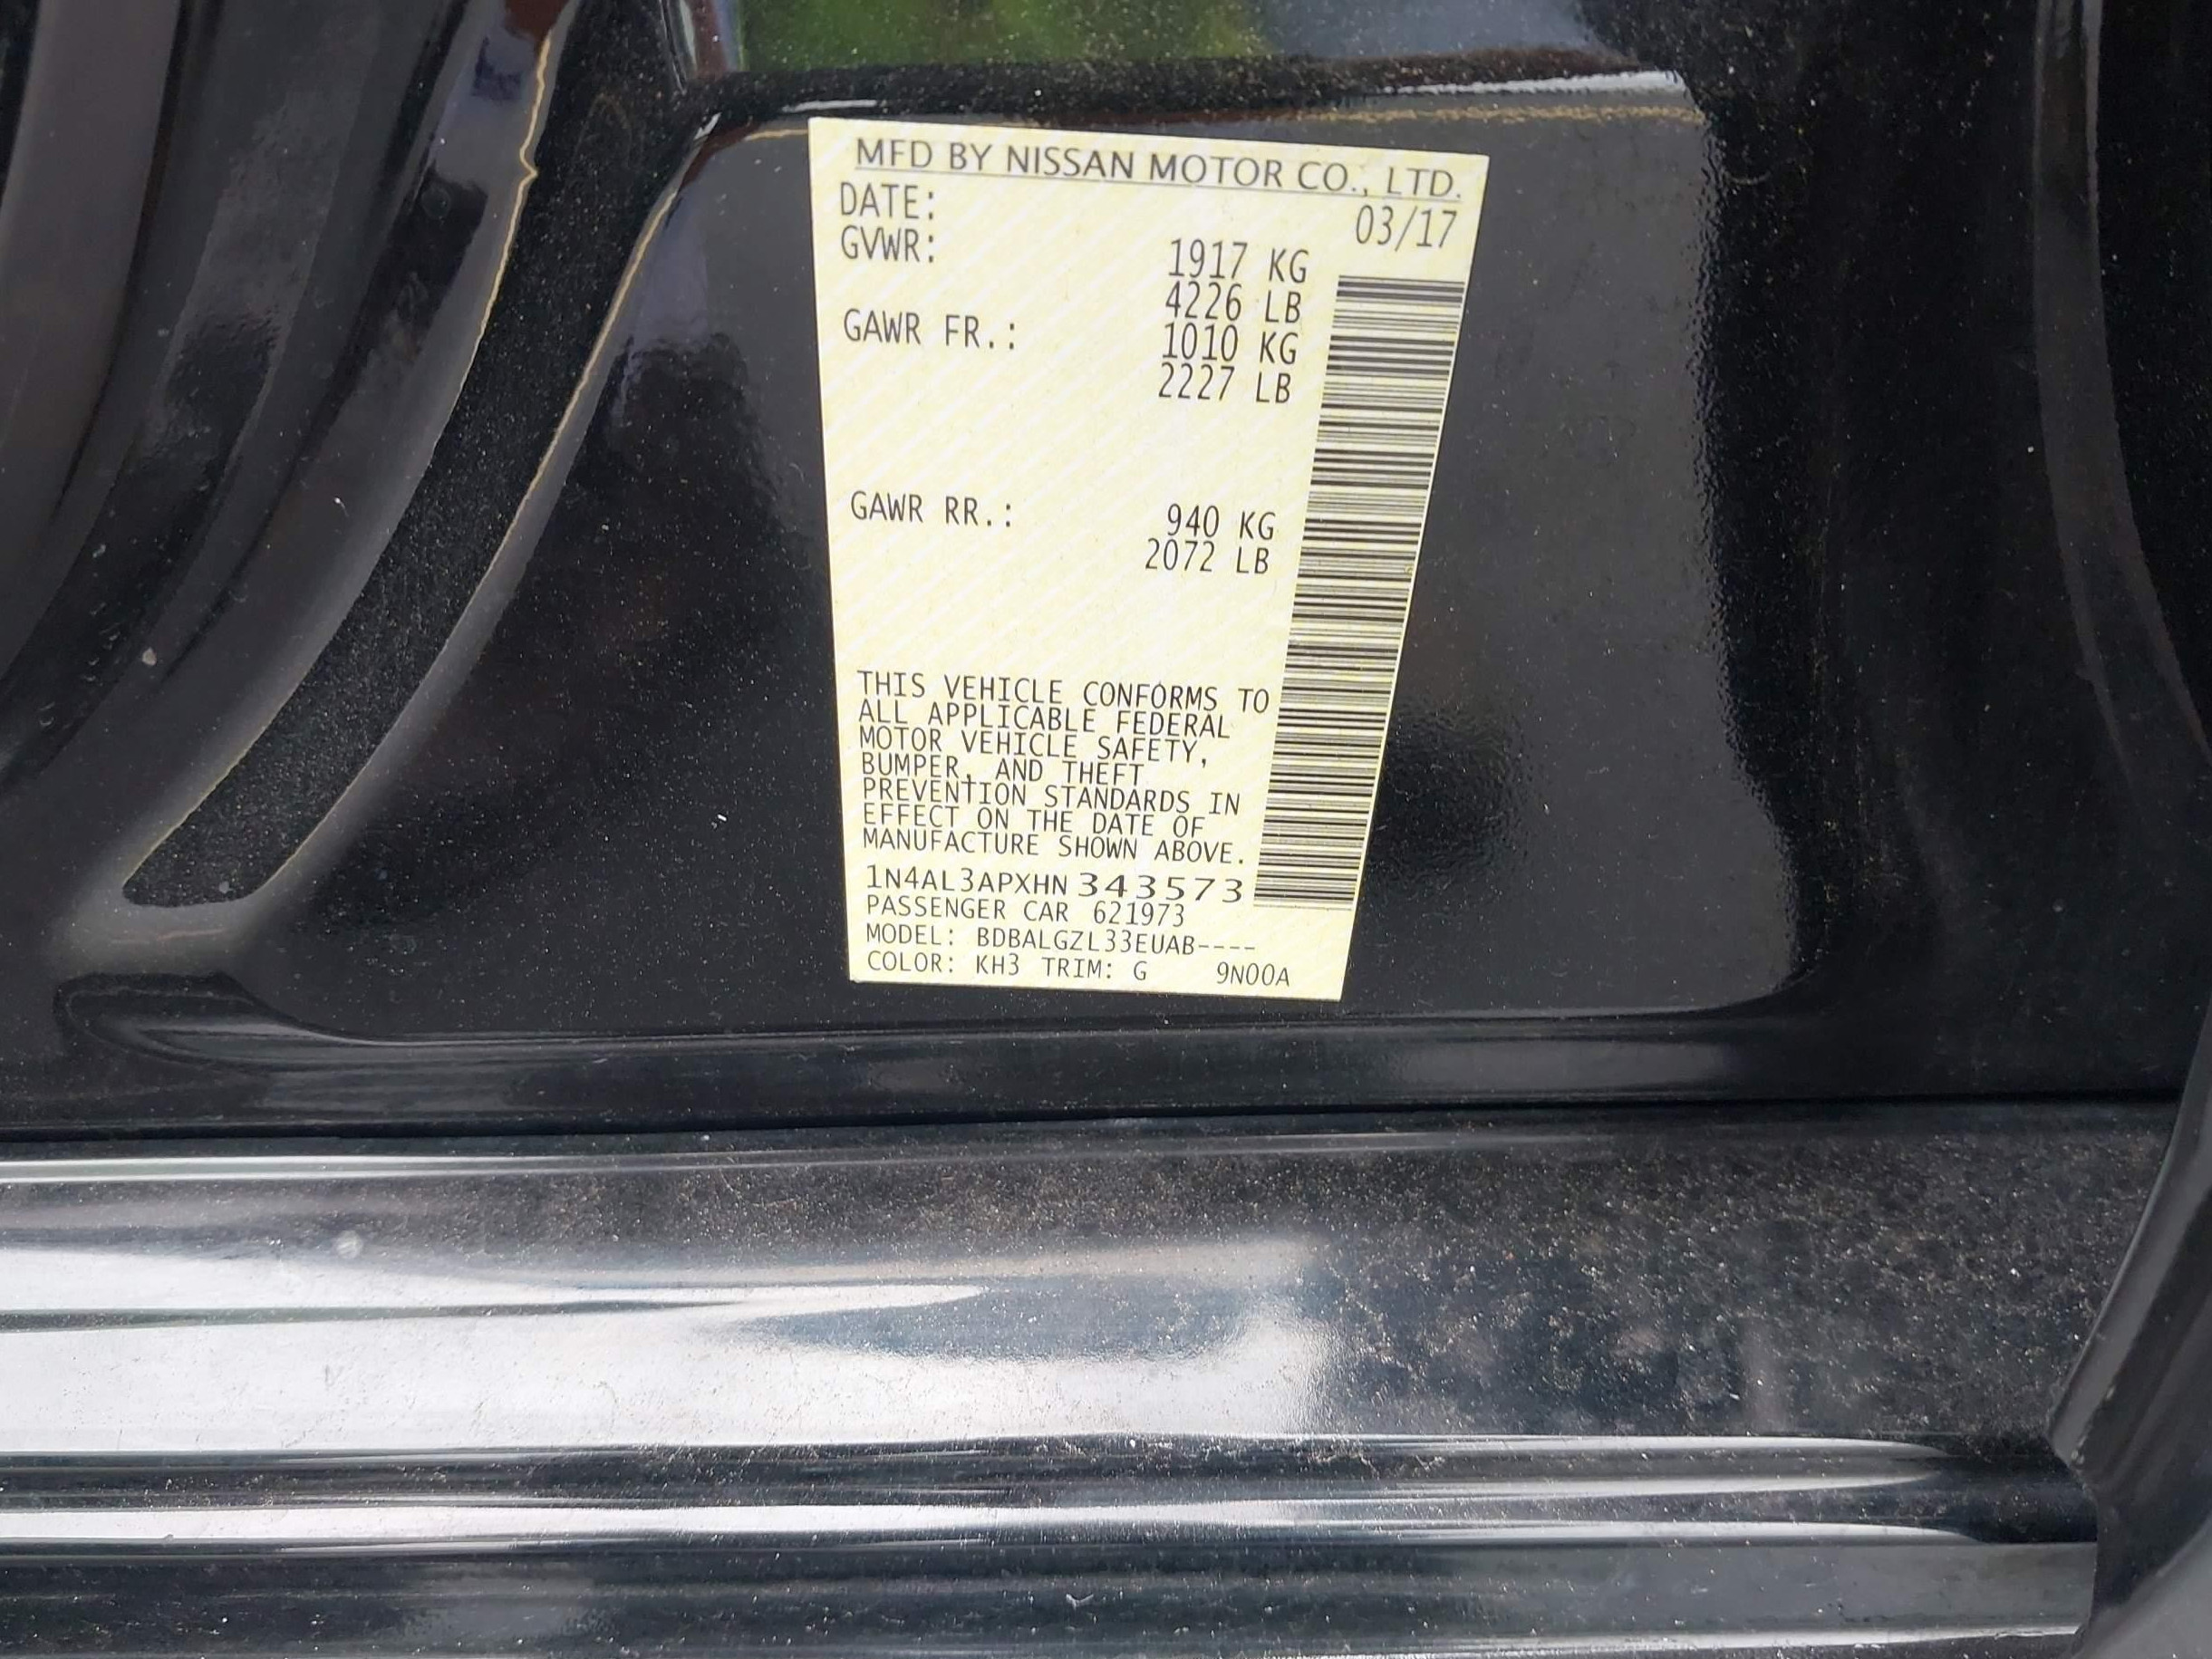 MFD BY NISSAN MOTOR CO., LTD.
DATE: 03/17
GVWR: 1917 KG
4226 LB
GAWR FR.: 1010 KG
2227 LB
GAWR RR.: 940 KG
2072 LB
THIS VEHICLE CONFORMS TO
ALL APPLICABLE FEDERAL
MOTOR VEHICLE SAFETY,
BUMPER, AND THEFT
PREVENTION STANDARDS IN
EFFECT ON THE DATE OF
MANUFACTURE SHOWN ABOVE.
1N4AL3APXHN 343573
PASSENGER CAR 621973
MODEL: BDBALGZL33EUAB----
COLOR: KH3 TRIM: G 9N00A